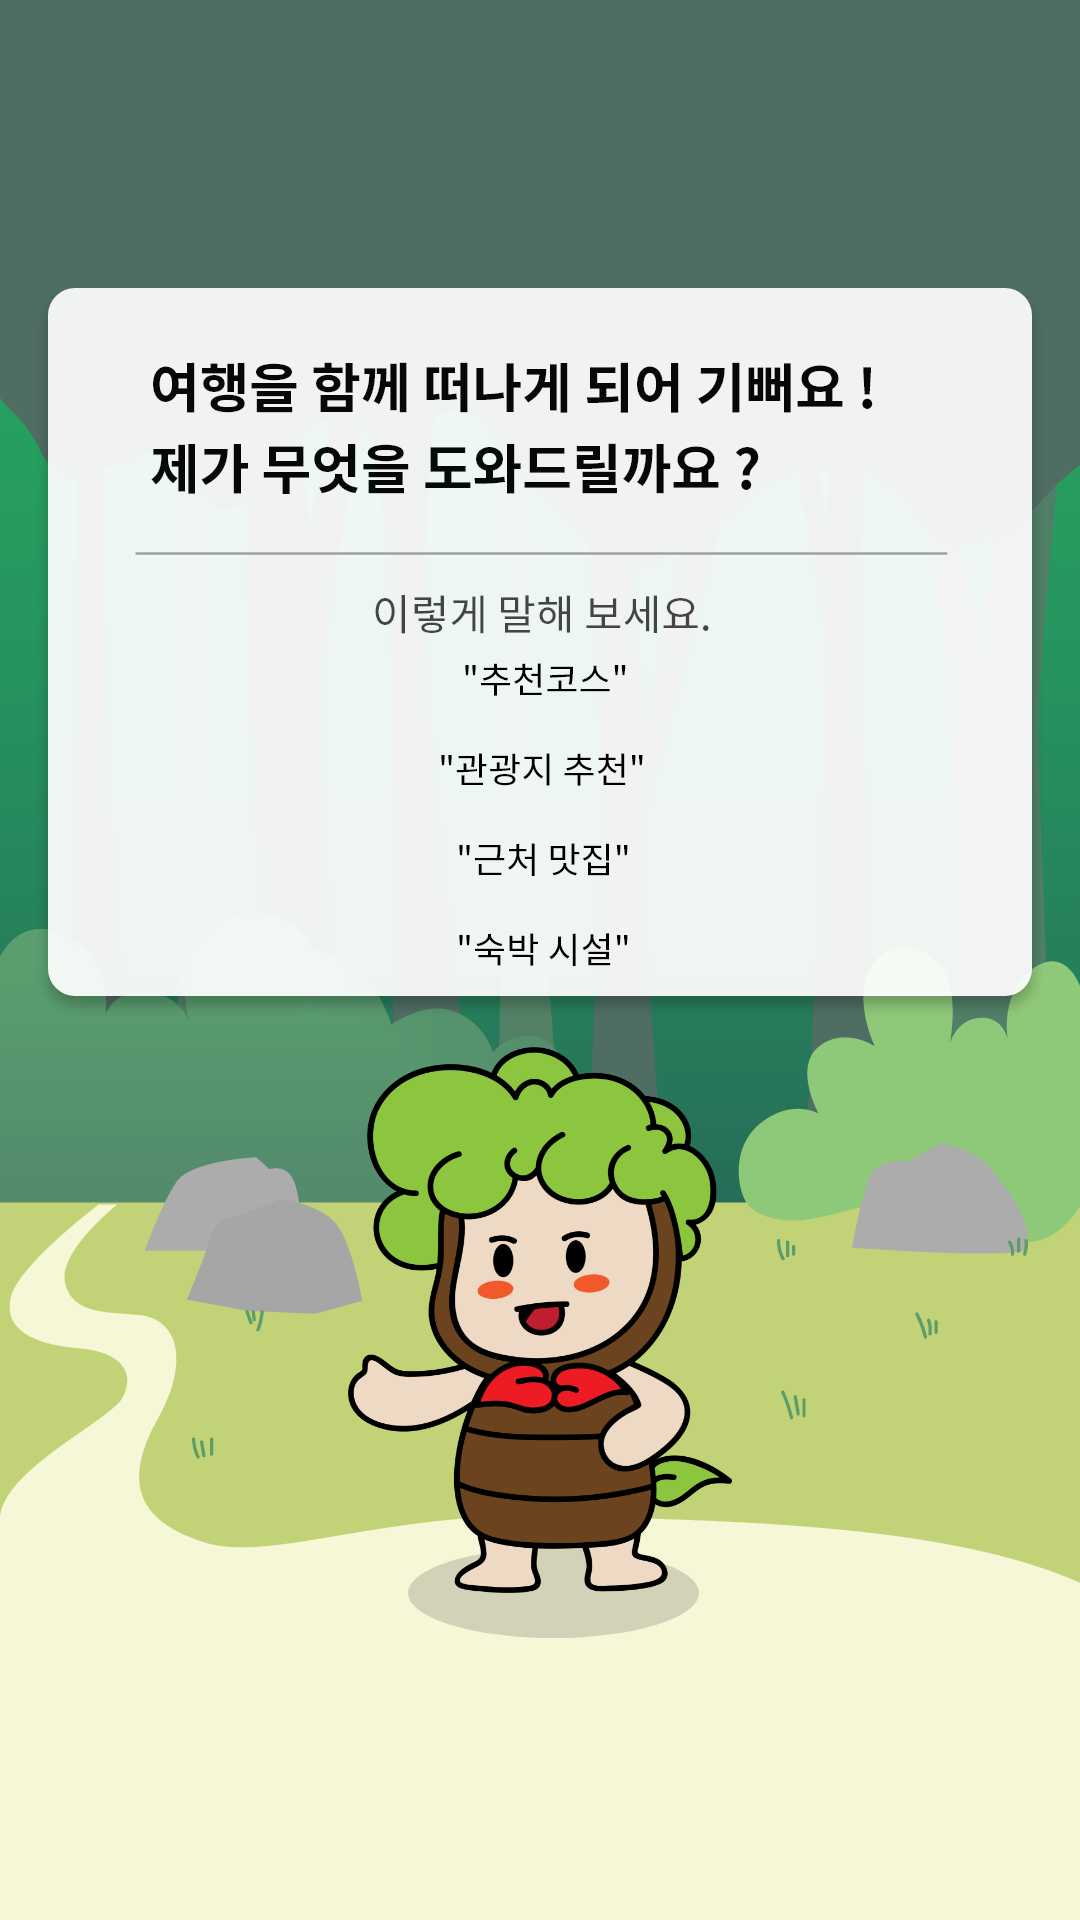 여행을 함께 떠나게 되어 기뻐요 !
제가 무엇을 도와드릴까요 ?
이렇게 말해 보세요.
"추천코스"
"관광지 추천"
"근처 맛집"
"숙박 시설"